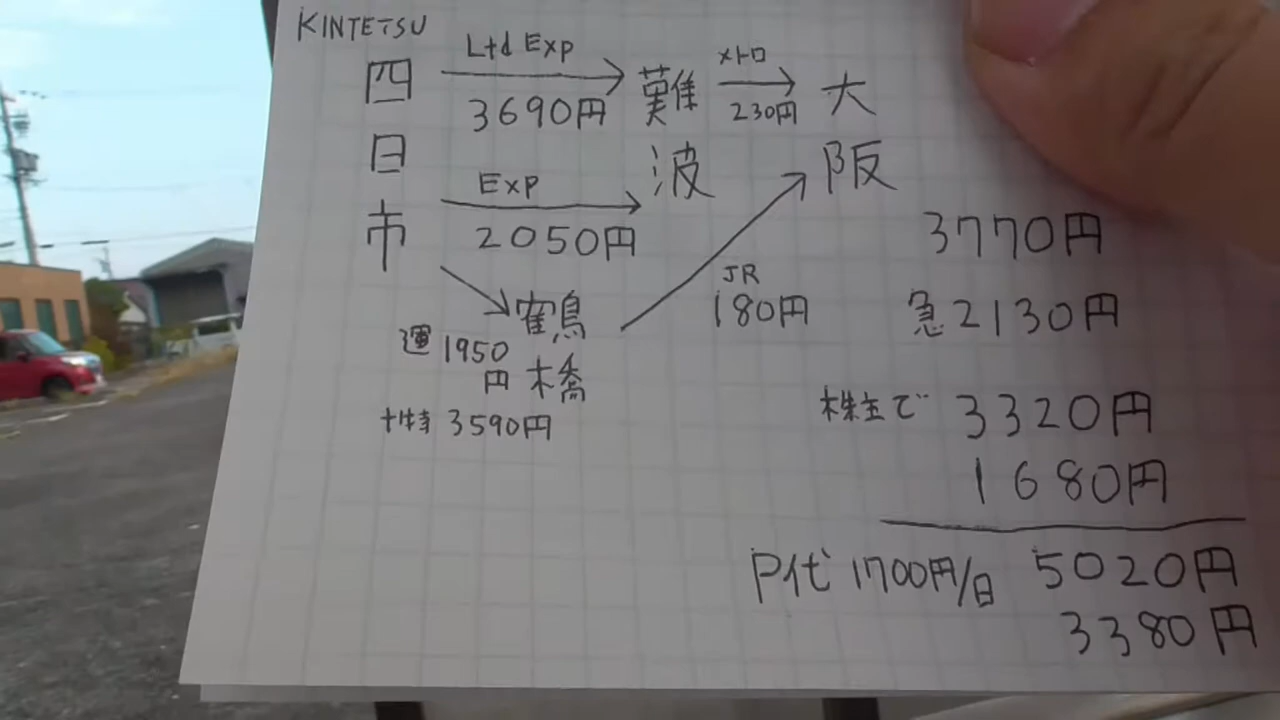 KINTETSU
四日市
Ltd Exp
3690円
難波
メトロ
230円
大阪
Exp
2050円
3770円
JR
180円
急2130円
鶴橋
運1950円
+特 3590円
株主で 3320円
1680円
P代 1700円/日 5020円
3380円